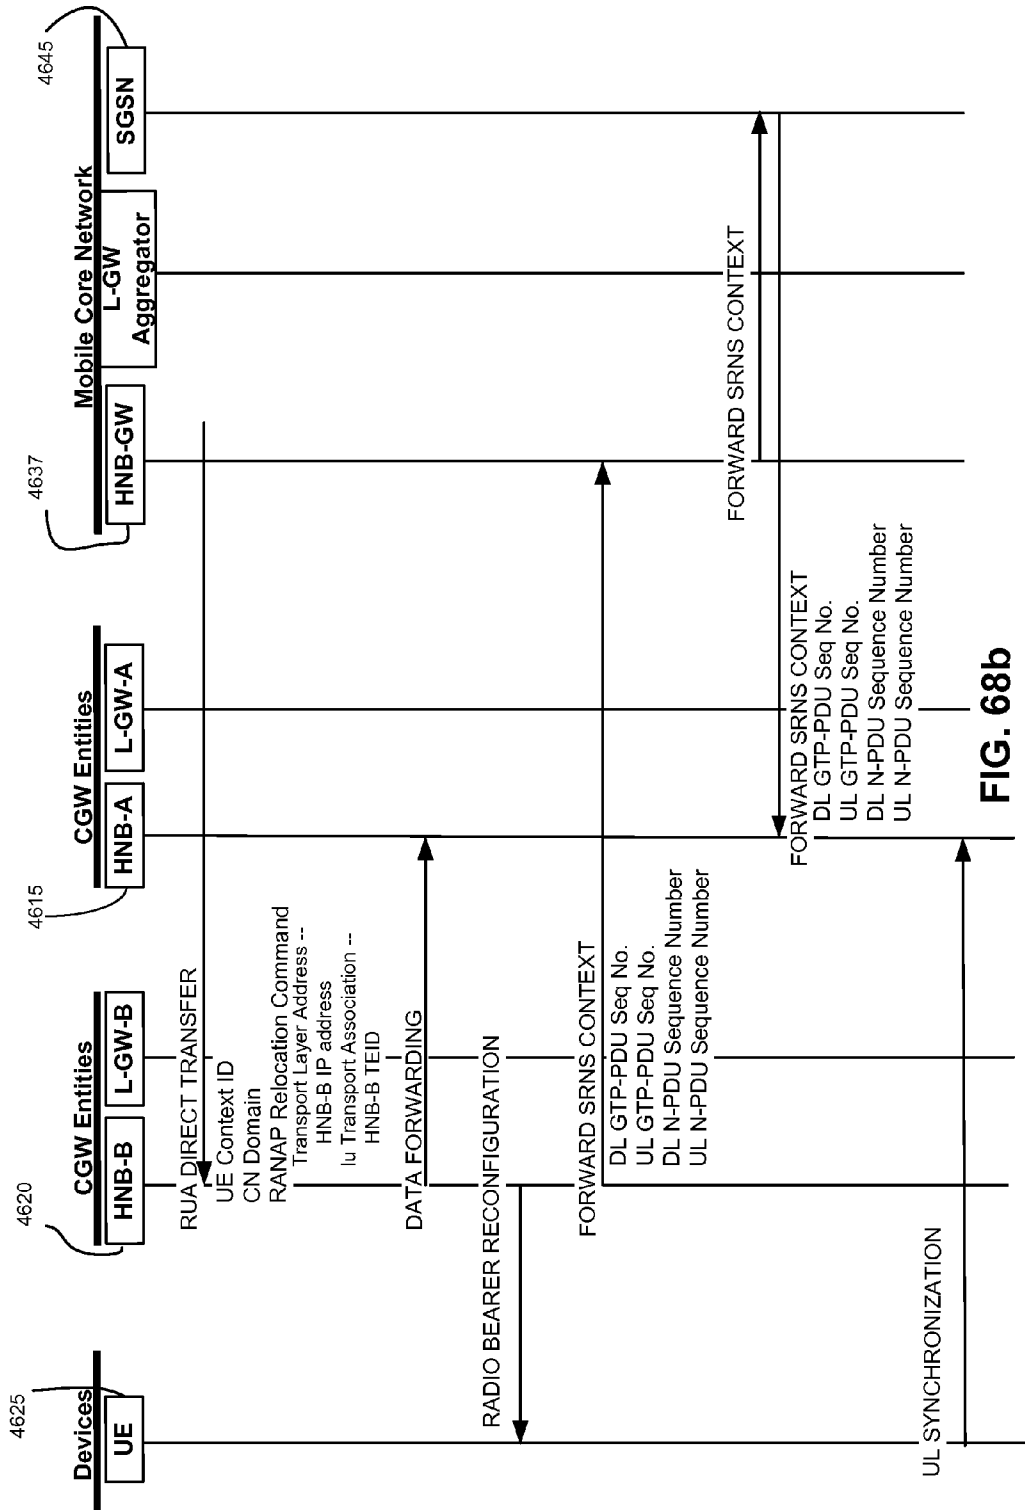 Devices
CGW Entities
CGW Entities
Mobile Core Network
4625
4620
4615
4637
4645
UE
HNB-B
L-GW-B
HNB-A
L-GW-A
HNB-GW
L-GW
Aggregator
SGSN
RUA DIRECT TRANSFER
UE Context ID
CN Domain
RANAP Relocation Command
Transport Layer Address --
HNB-B IP address
Iu Transport Association --
HNB-B TEID
DATA FORWARDING
RADIO BEARER RECONFIGURATION
FORWARD SRNS CONTEXT
DL GTP-PDU Seq No.
UL GTP-PDU Seq No.
DL N-PDU Sequence Number
UL N-PDU Sequence Number
FORWARD SRNS CONTEXT
FORWARD SRNS CONTEXT
DL GTP-PDU Seq No.
UL GTP-PDU Seq No.
DL N-PDU Sequence Number
UL N-PDU Sequence Number
UL SYNCHRONIZATION
FIG. 68b